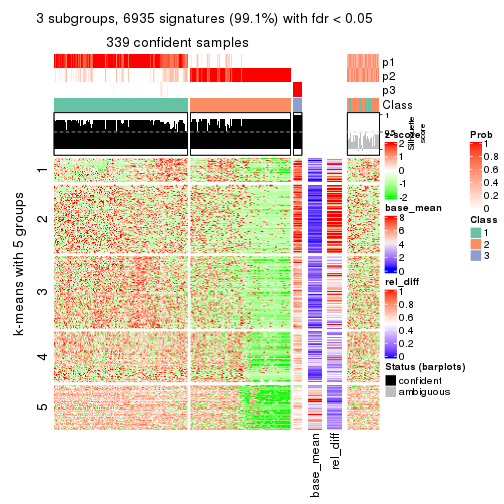 3 subgroups, 6935 signatures (99.1%) with fdr < 0.05
339 confident samples
p1
p2
p3
Class
1
0.5
Silhouette
score
k-means with 5 groups
1
2
3
4
5
base_mean
rel_diff
z-score
2
1
0
-1
-2
base_mean
8
6
4
2
0
rel_diff
1
0.8
0.6
0.4
0.2
0
Status (barplots)
confident
ambiguous
Prob
1
0.8
0.6
0.4
0.2
0
Class
1
2
3